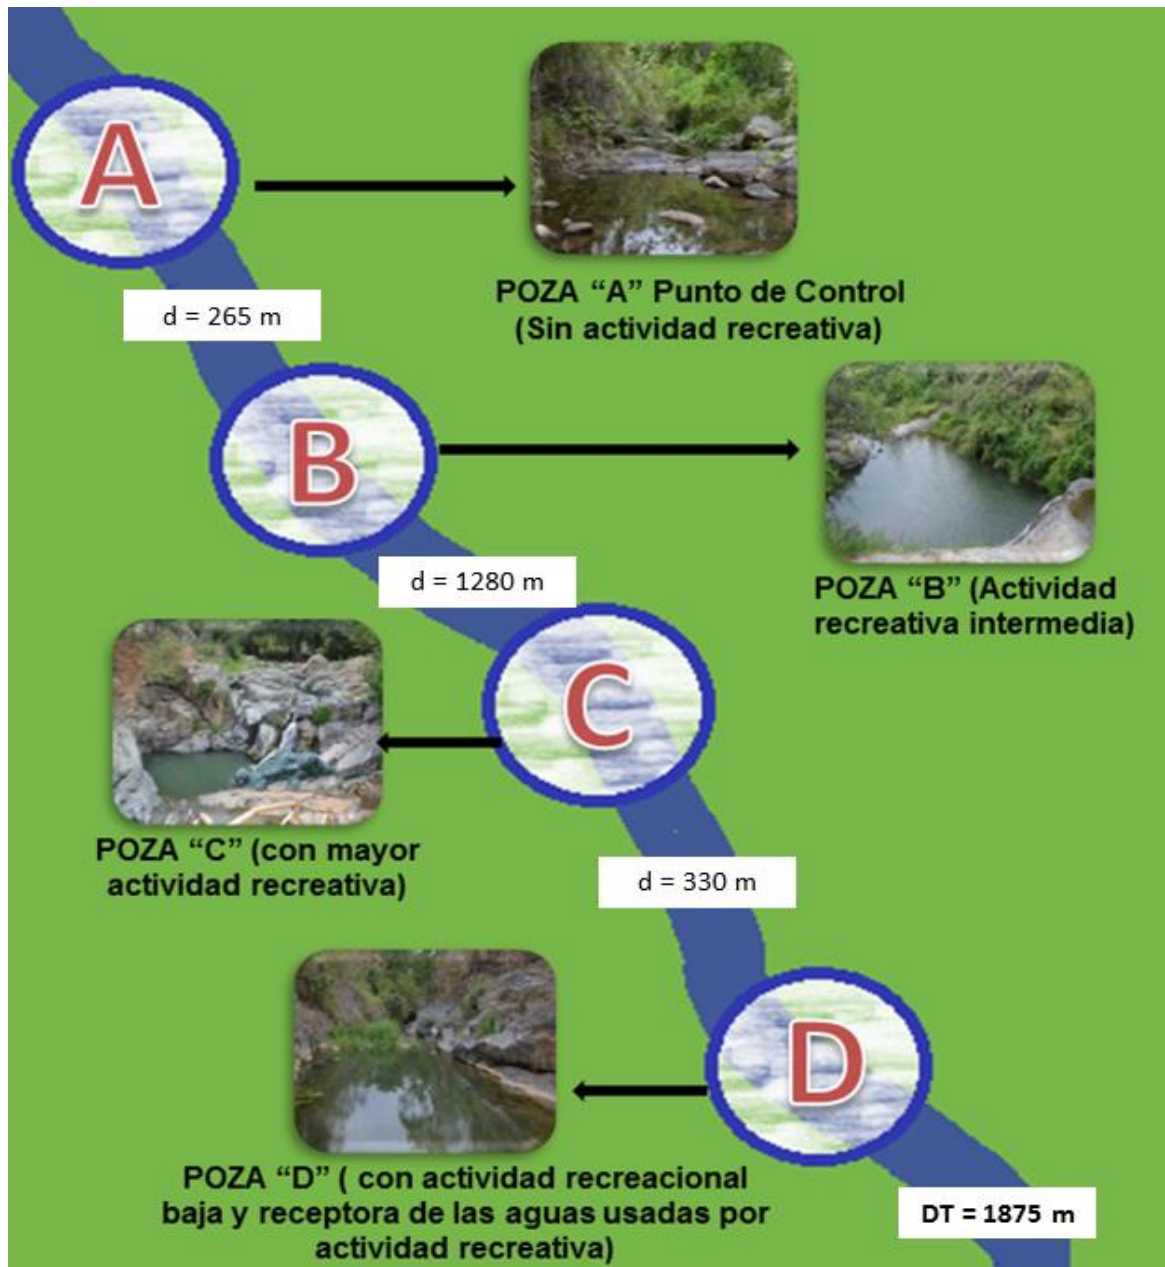 A
POZA “A” Punto de Control
(Sin actividad recreativa)
d = 265 m
B
POZA “B” (Actividad
recreativa intermedia)
d = 1280 m
C
POZA “C” (con mayor
actividad recreativa)
d = 330 m
D
POZA “D” ( con actividad recreacional
baja y receptora de las aguas usadas por
actividad recreativa)
DT = 1875 m